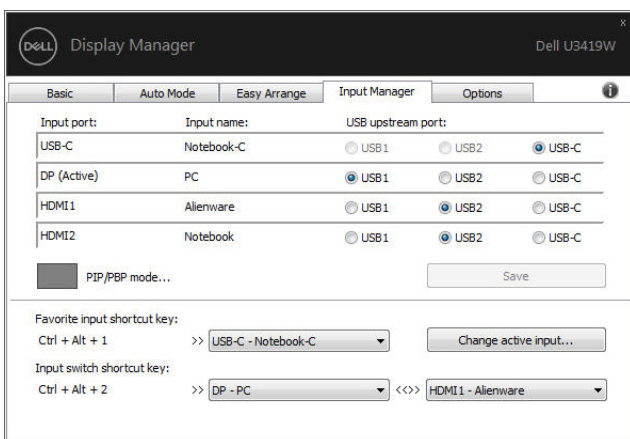 DELL Display Manager Dell U3419W x
Basic Auto Mode Easy Arrange Input Manager Options i
Input port: Input name: USB upstream port:
USB-C Notebook-C USB1 USB2 USB-C
DP (Active) PC USB1 USB2 USB-C
HDMI1 Alienware USB1 USB2 USB-C
HDMI2 Notebook USB1 USB2 USB-C
PIP/PBP mode... Save
Favorite input shortcut key:
Ctrl + Alt + 1 >> USB-C - Notebook-C Change active input...
Input switch shortcut key:
Ctrl + Alt + 2 >> DP - PC <<>> HDMI1 - Alienware